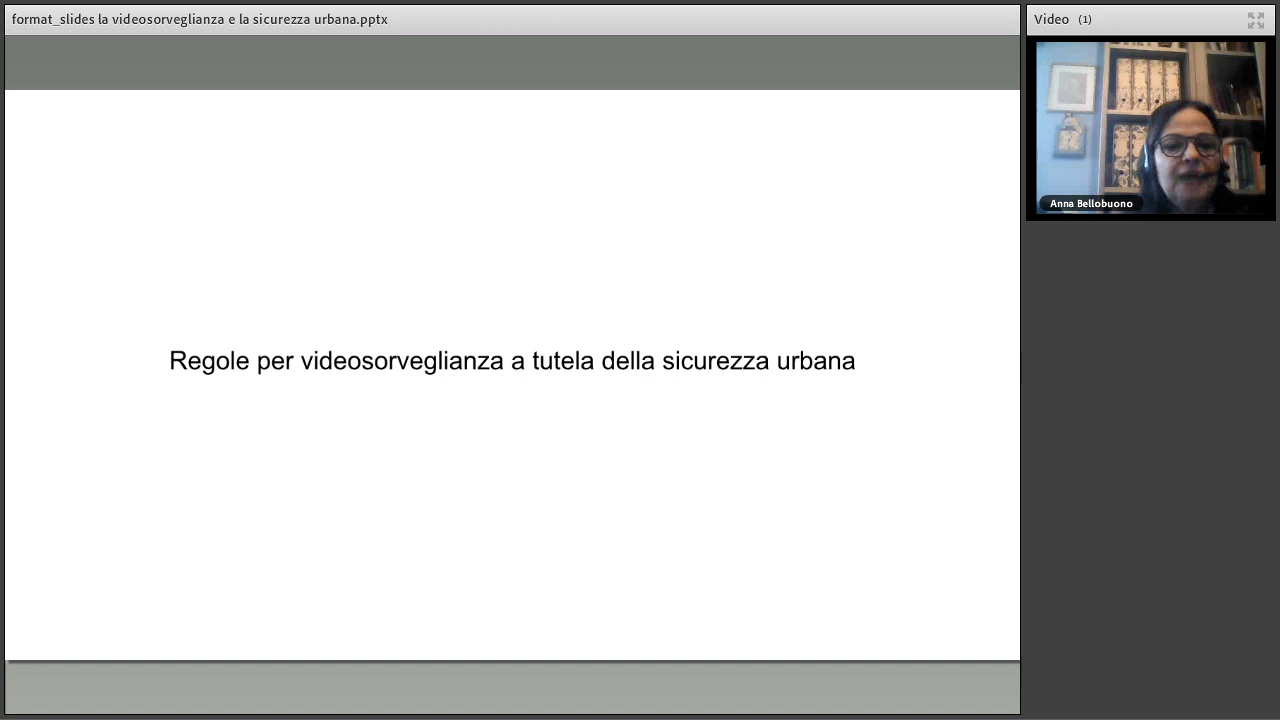 format_slides la videosorveglianza e la sicurezza urbana.pptx
Video (1)
Anna Bellobuono
Regole per videosorveglianza a tutela della sicurezza urbana